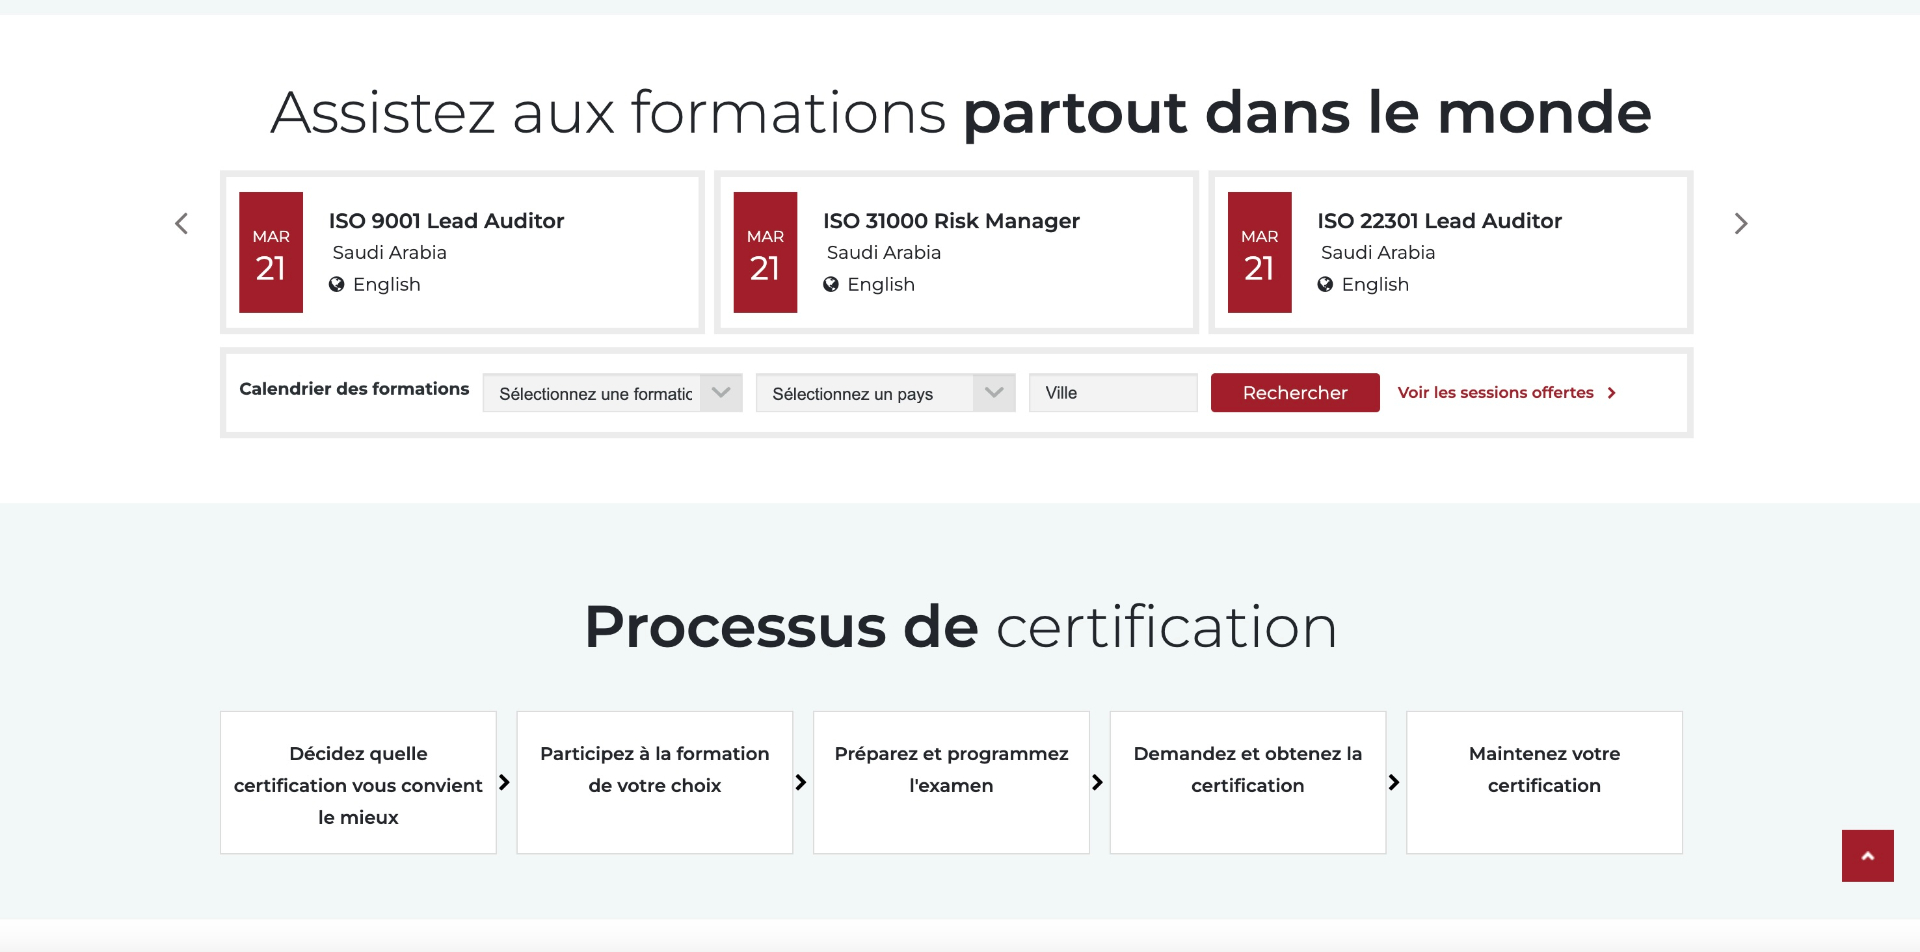 Assistez aux formations partout dans le monde
MAR
21
ISO 9001 Lead Auditor
Saudi Arabia
English
MAR
21
ISO 31000 Risk Manager
Saudi Arabia
English
MAR
21
ISO 22301 Lead Auditor
Saudi Arabia
English
Calendrier des formations
Sélectionnez une formatic
Sélectionnez un pays
Ville
Rechercher
Voir les sessions offertes
Processus de certification
Décidez quelle
certification vous convient
le mieux
Participez à la formation
de votre choix
Préparez et programmez
l'examen
Demandez et obtenez la
certification
Maintenez votre
certification